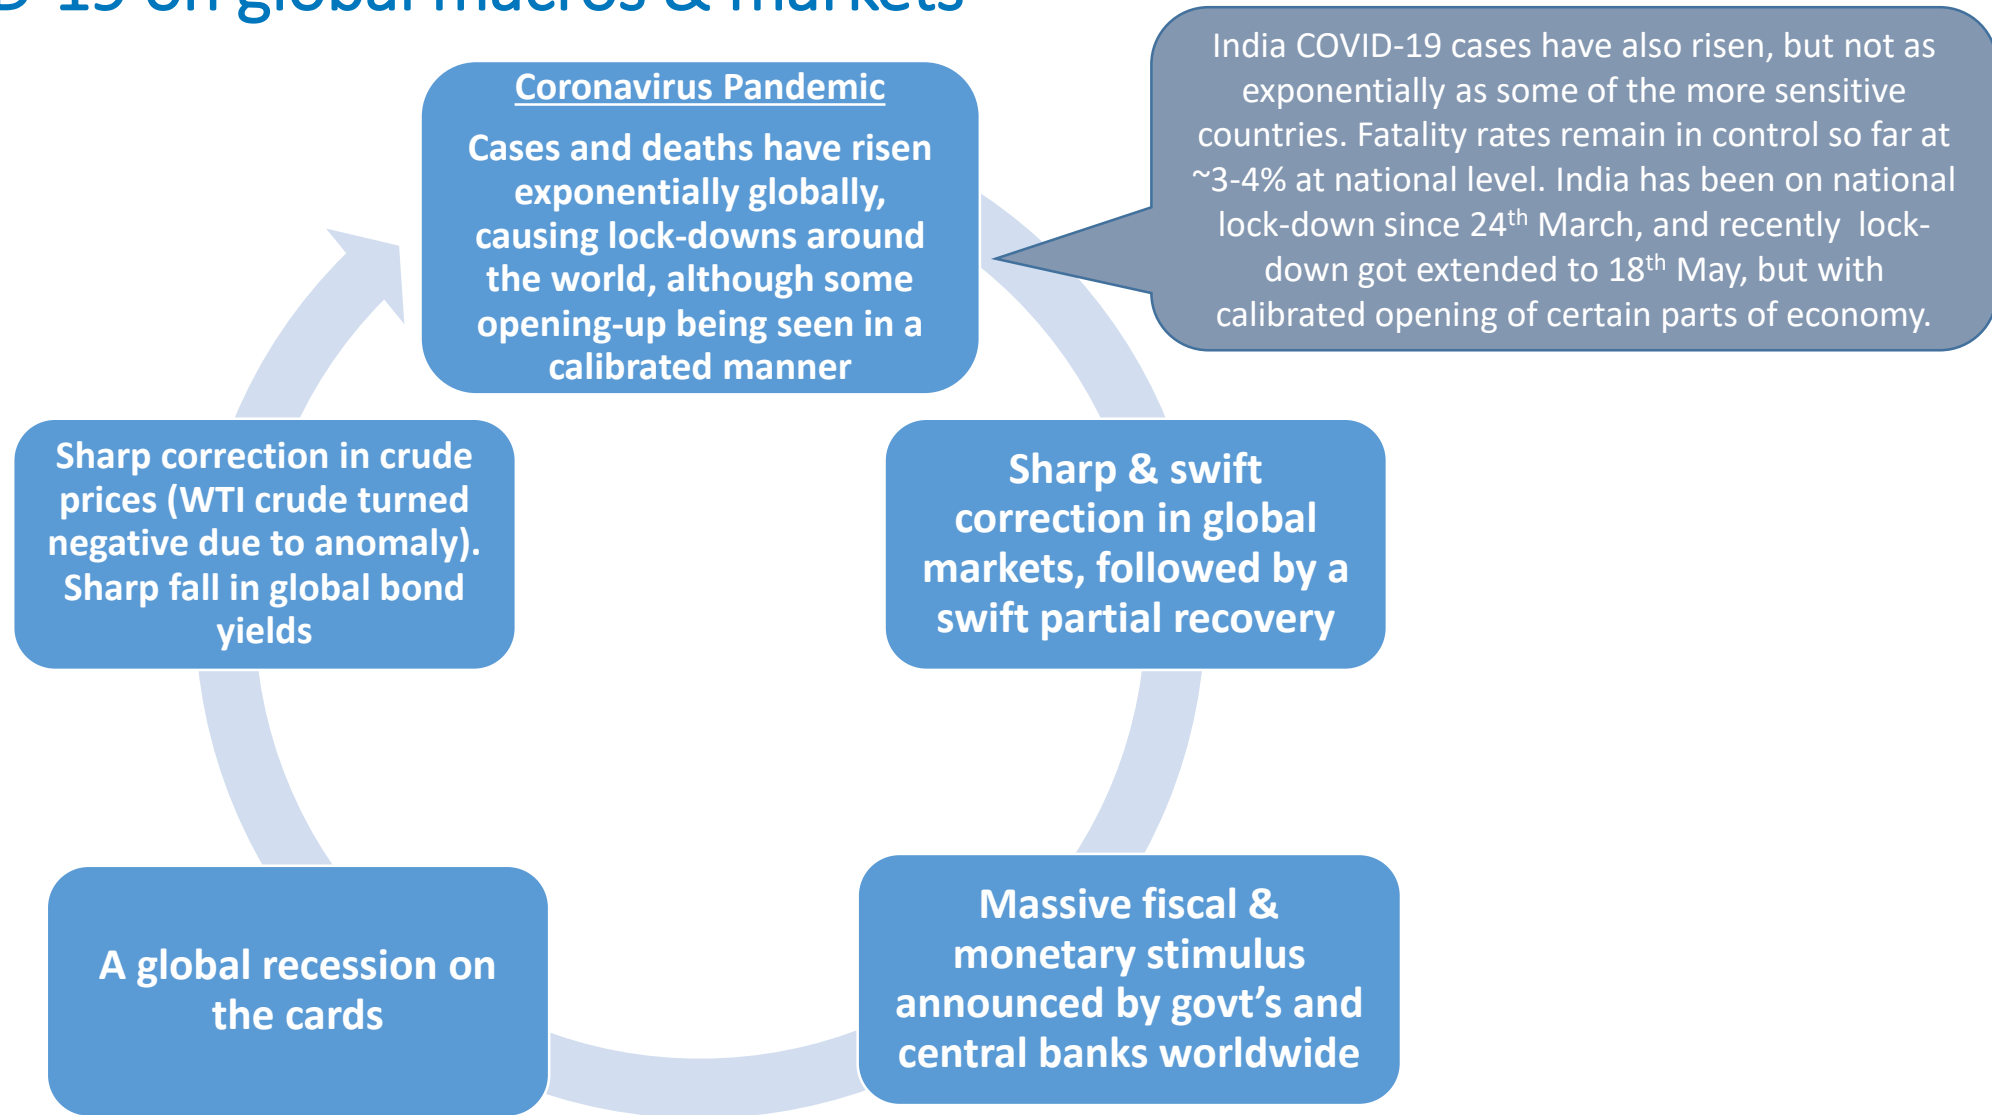 D-19 on global macros & markets
Coronavirus Pandemic
Cases and deaths have risen
exponentially globally,
causing lock-downs around
the world, although some
opening-up being seen in a
calibrated manner
India COVID-19 cases have also risen, but not as
exponentially as some of the more sensitive
countries. Fatality rates remain in control so far at
~3-4% at national level. India has been on national
lock-down since 24th March, and recently lock-
down got extended to 18th May, but with
calibrated opening of certain parts of economy.
Sharp & swift
correction in global
markets, followed by a
swift partial recovery
Massive fiscal &
monetary stimulus
announced by govt’s and
central banks worldwide
A global recession on
the cards
Sharp correction in crude
prices (WTI crude turned
negative due to anomaly).
Sharp fall in global bond
yields